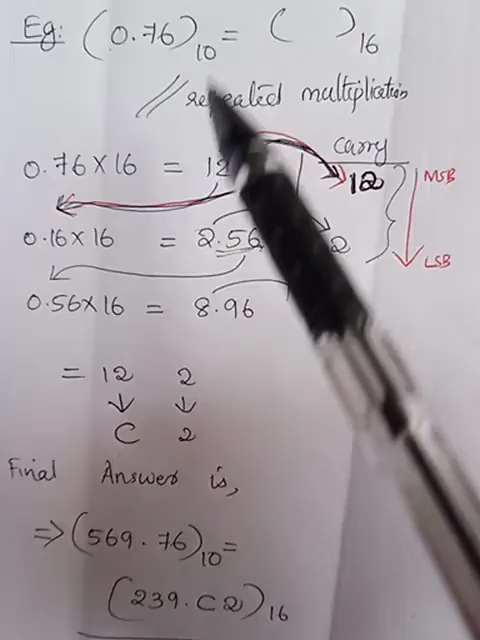 Eg: (0.76)10 = ( )16
// repeated multiplication
carry
0.76 X 16 = 12 12 MSB
0.16 X 16 = 2.56 2 LSB
0.56 X 16 = 8.96
= 12 2
↓ ↓
C 2
Final Answer is,
⇒ (569.76)10 =
(239.C2)16